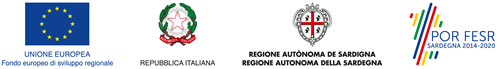 UNIONE EUROPEA
Fondo europeo di sviluppo regionale
REPUBBLICA ITALIANA
REGIONE AUTÒNOMA DE SARDIGNA
REGIONE AUTONOMA DELLA SARDEGNA
POR FESR
SARDEGNA 2014-2020